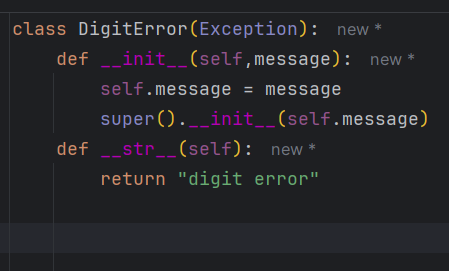 class DigitError(Exception): new *
    def __init__(self,message): new *
        self.message = message
        super().__init__(self.message)
    def __str__(self): new *
        return "digit error"